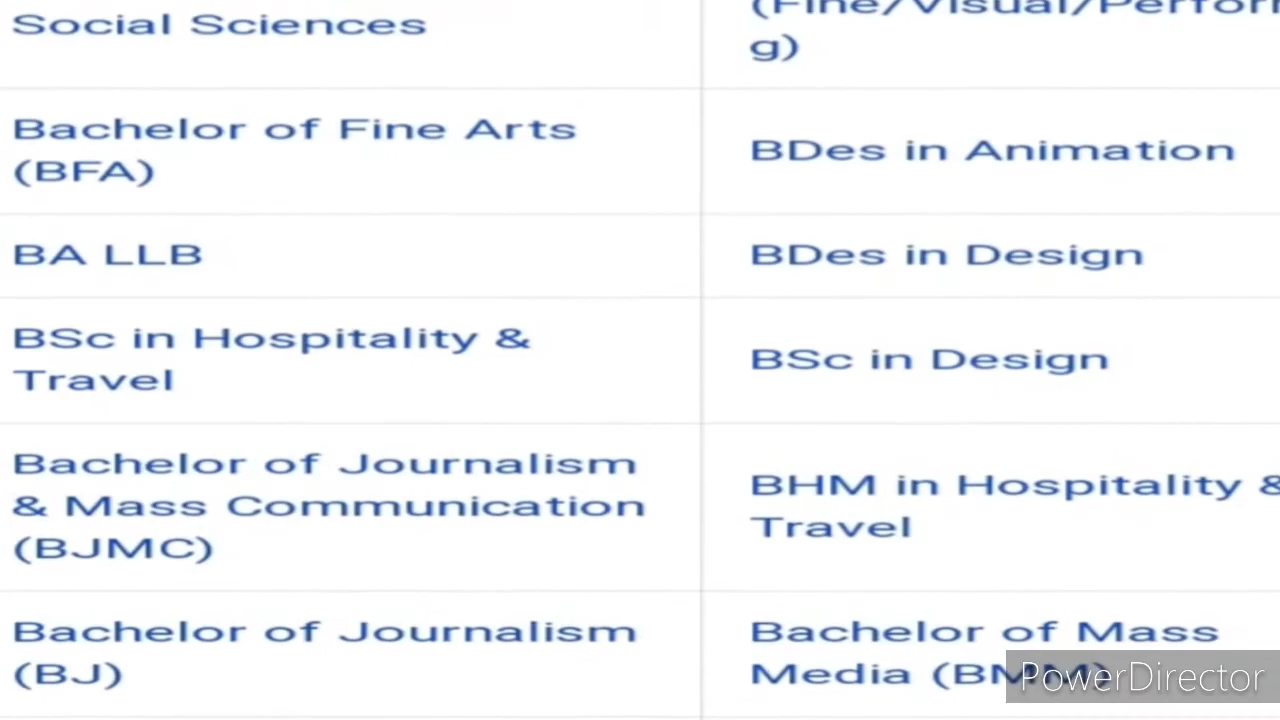 Social Sciences
g)
Bachelor of Fine Arts
(BFA)
BDes in Animation
BA LLB
BDes in Design
BSc in Hospitality &
Travel
BSc in Design
Bachelor of Journalism
& Mass Communication
(BJMC)
BHM in Hospitality &
Travel
Bachelor of Journalism
(BJ)
Bachelor of Mass
Media (BMM)
PowerDirector